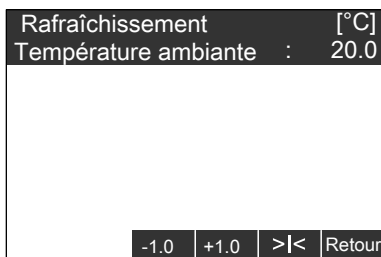 Rafraîchissement [°C]
Température ambiante : 20.0
-1.0 +1.0 >|< Retour